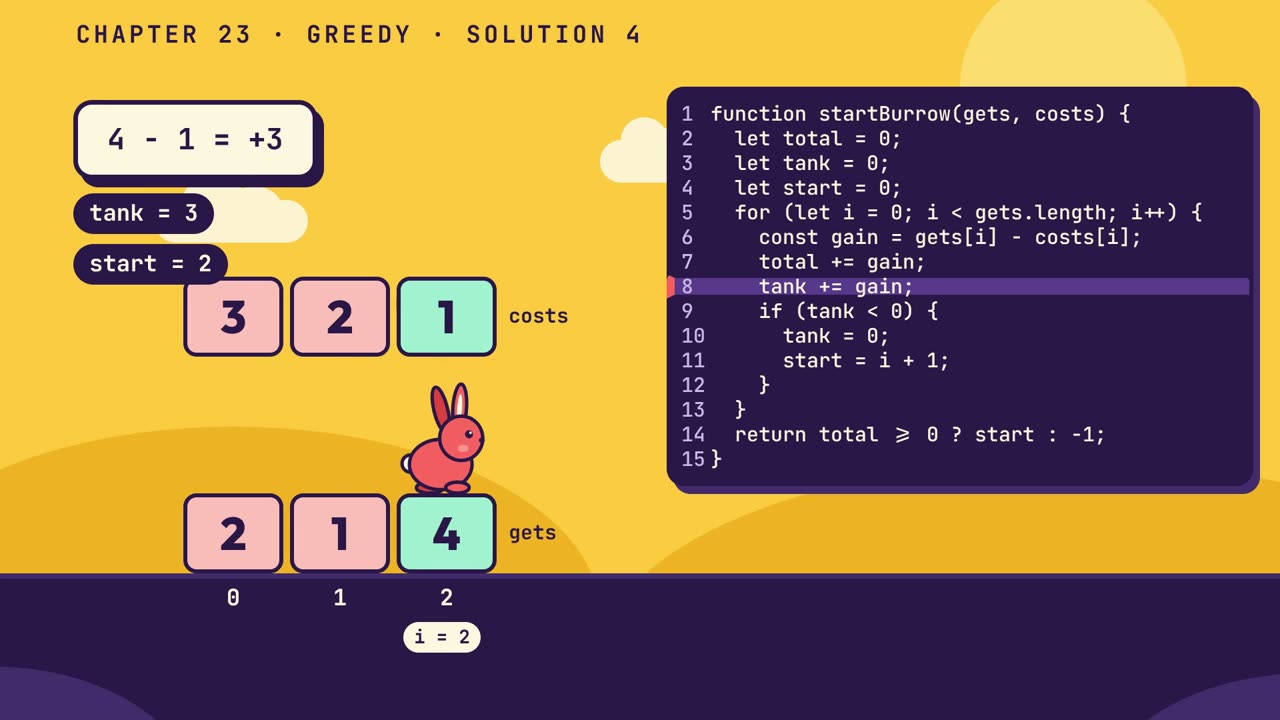 CHAPTER 23 · GREEDY · SOLUTION 4
4 - 1 = +3
tank = 3
start = 2
3 2 1 costs
2 1 4 gets
0 1 2
i = 2
1 function startBurrow(gets, costs) {
2 let total = 0;
3 let tank = 0;
4 let start = 0;
5 for (let i = 0; i < gets.length; i++) {
6 const gain = gets[i] - costs[i];
7 total += gain;
8 tank += gain;
9 if (tank < 0) {
10 tank = 0;
11 start = i + 1;
12 }
13 }
14 return total ⩾ 0 ? start : -1;
15 }